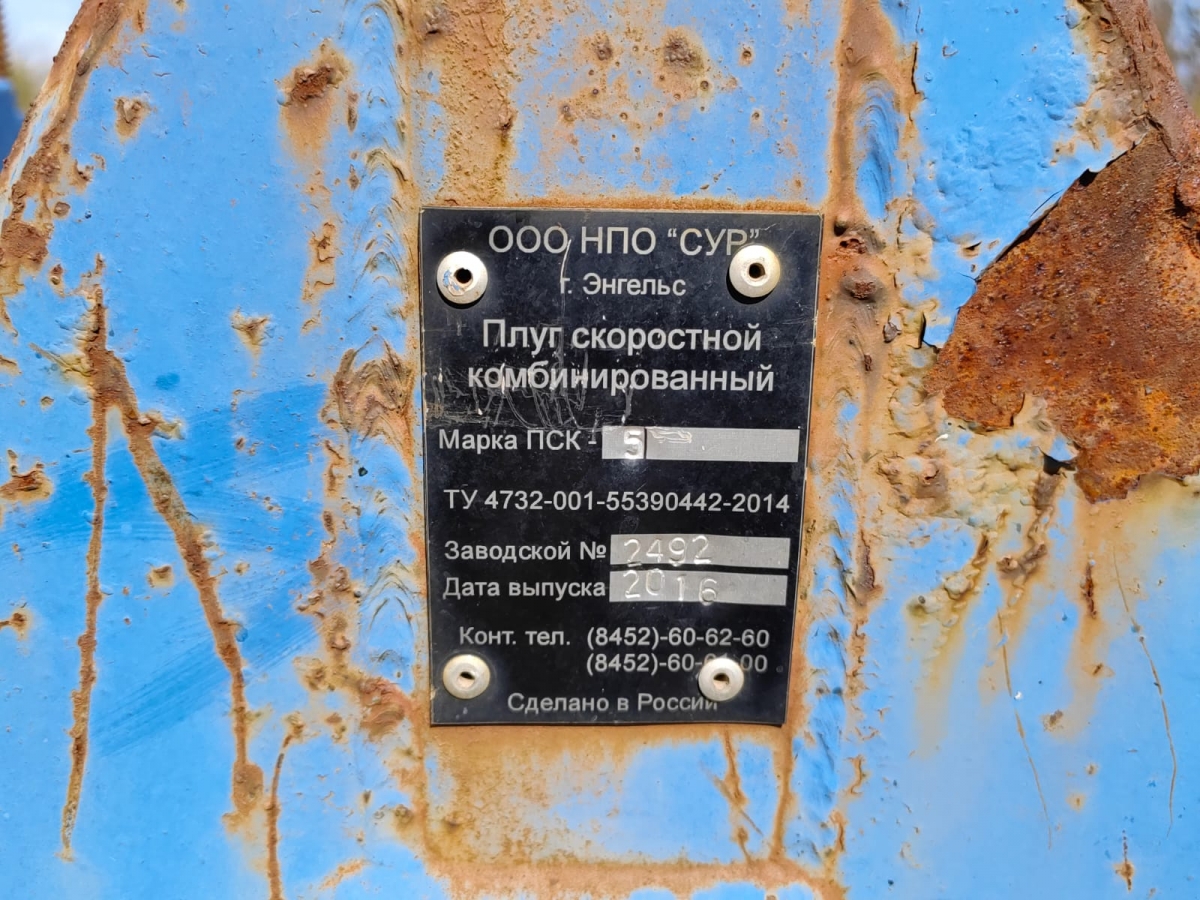 ООО НПО “СУР”
г. Энгельс
Плуг скоростной
комбинированный
Марка ПСК - 5
ТУ 4732-001-55390442-2014
Заводской № 2492
Дата выпуска 2016
Конт. тел. (8452)-60-62-60
Сделано в России